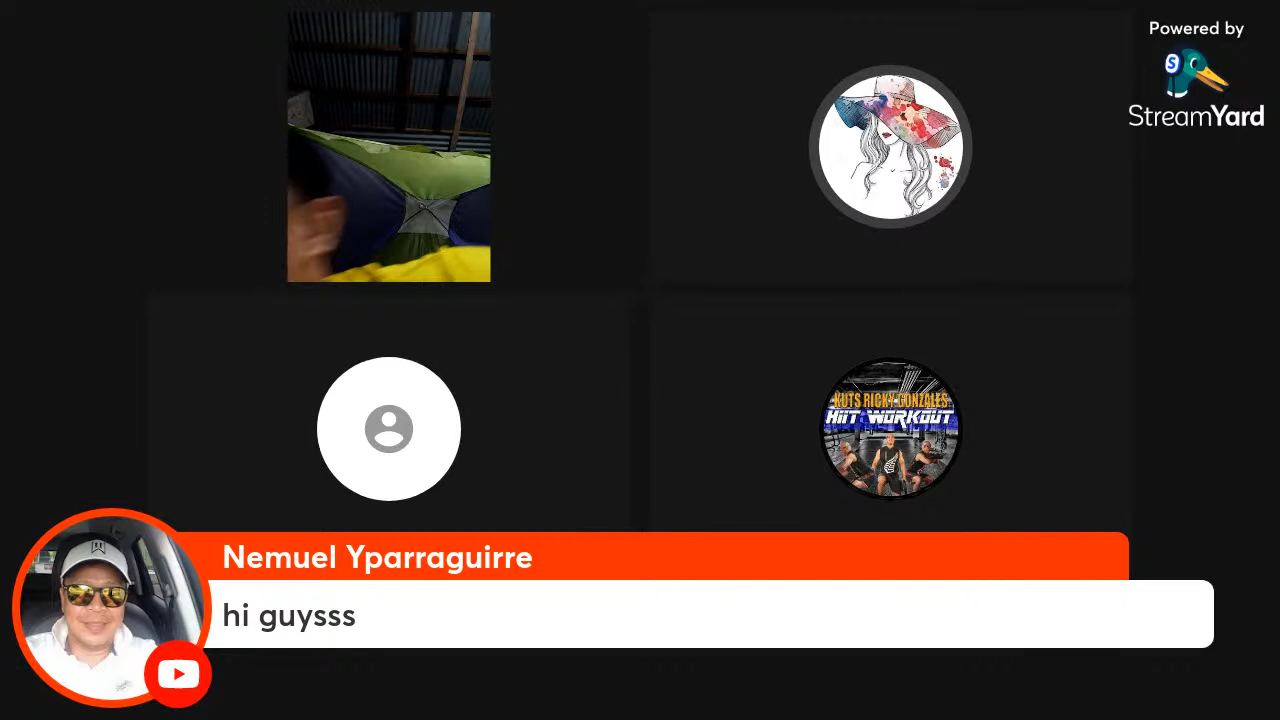 Powered by
S
StreamYard
KUTS RICKY GONZALES
HIIT WORKOUT
Nemuel Yparraguirre
hi guysss